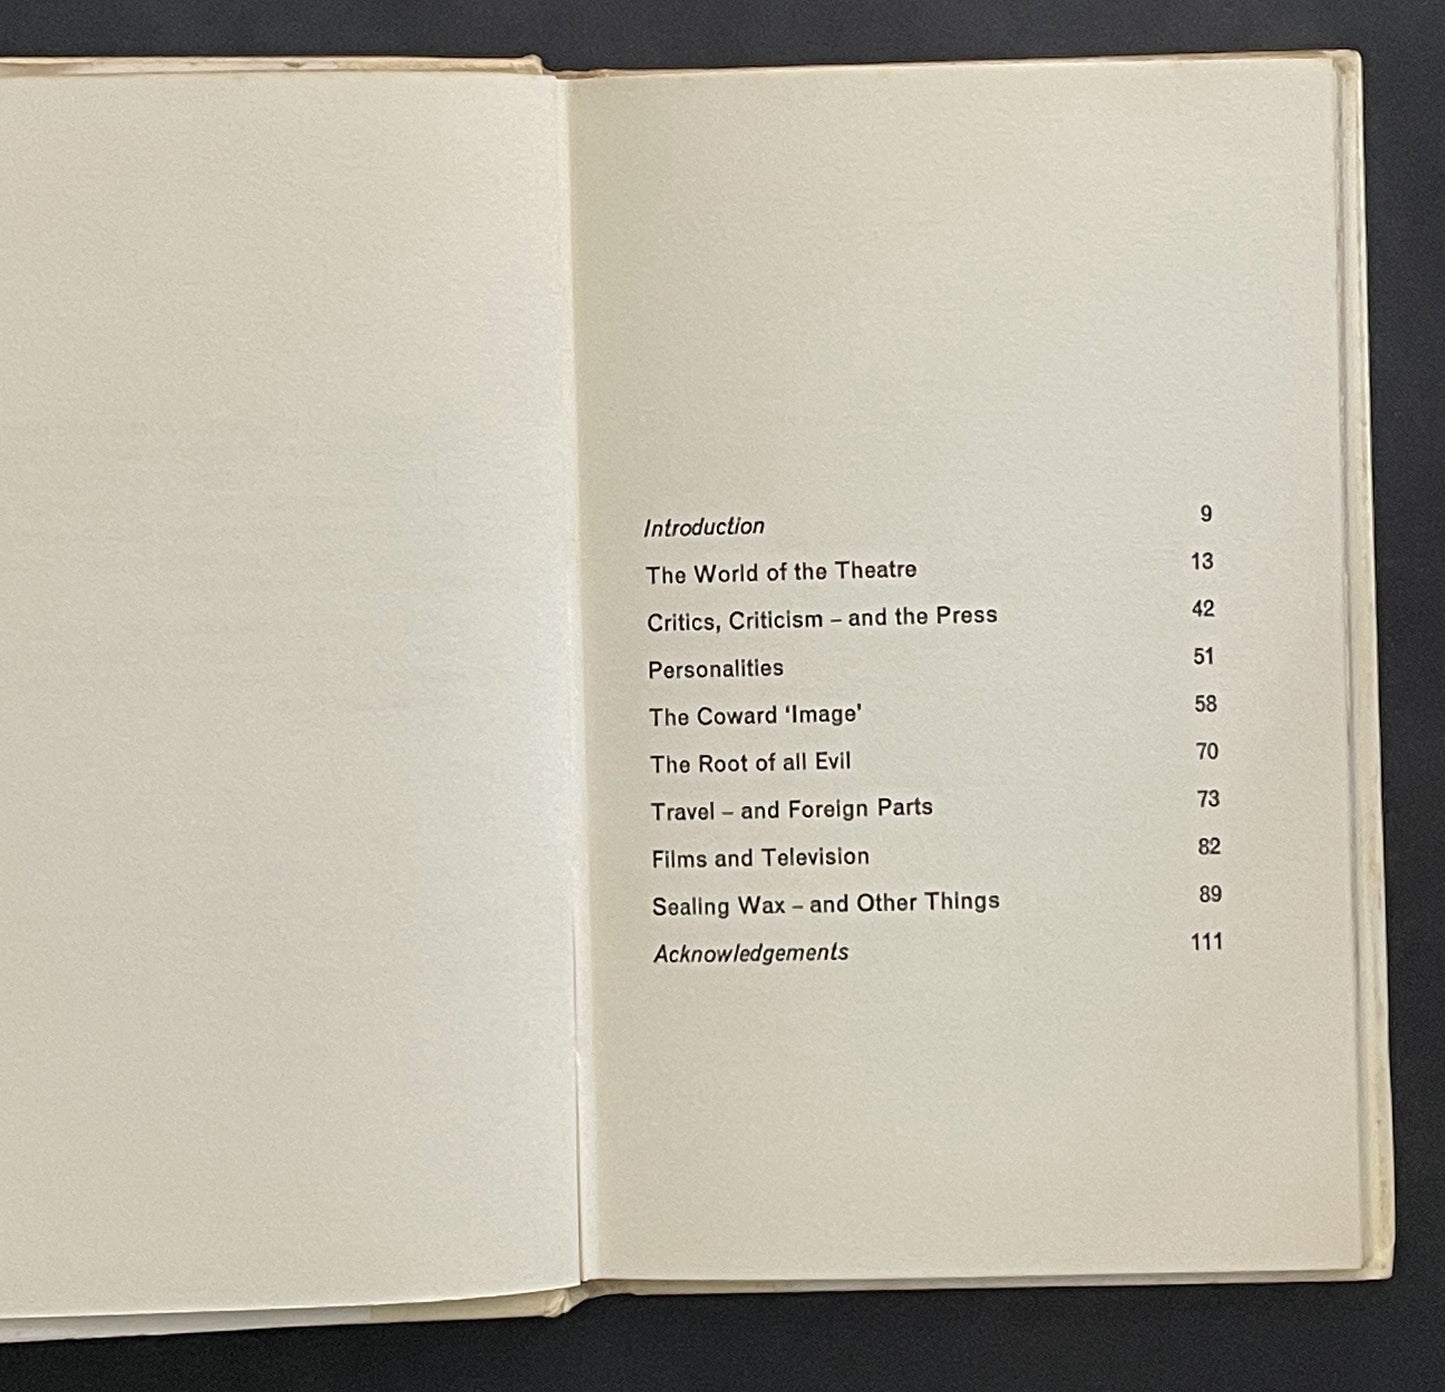 Introduction 9
The World of the Theatre 13
Critics, Criticism – and the Press 42
Personalities 51
The Coward ‘Image’ 58
The Root of all Evil 70
Travel – and Foreign Parts 73
Films and Television 82
Sealing Wax – and Other Things 89
Acknowledgements 111